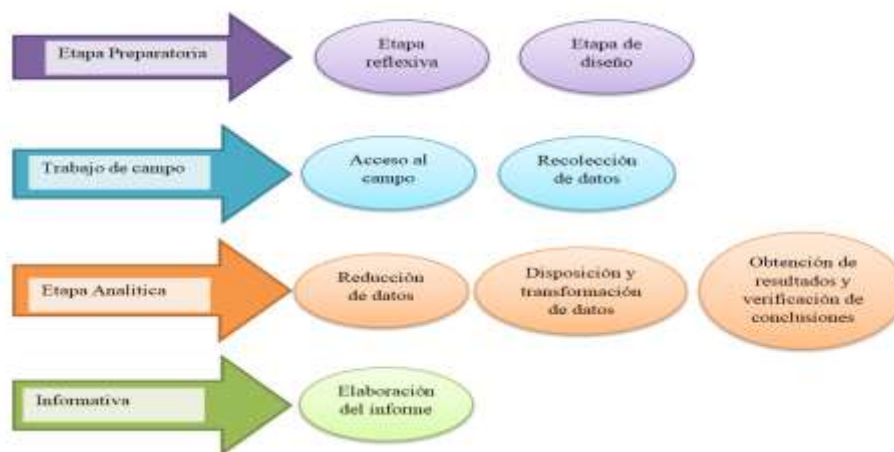 Etapa Preparatoria
Etapa
reflexiva
Etapa de
diseño
Trabajo de campo
Acceso al
campo
Recolección
de datos
Etapa Analítica
Reducción
de datos
Disposición y
transformación
de datos
Obtención de
resultados y
verificación de
conclusiones
Informativa
Elaboración
del informe